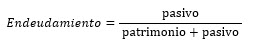 Endeudamiento = pasivo / patrimonio + pasivo